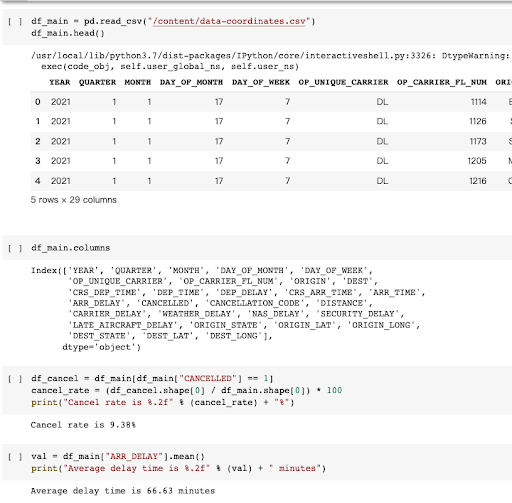 [ ] df_main = pd.read_csv("/content/data-coordinates.csv")
df_main.head()
/usr/local/lib/python3.7/dist-packages/IPython/core/interactiveshell.py:3326: DtypeWarning:
exec(code_obj, self.user_global_ns, self.user_ns)
YEAR QUARTER MONTH DAY_OF_MONTH DAY_OF_WEEK OP_UNIQUE_CARRIER OP_CARRIER_FL_NUM ORI
0 2021 1 1 17 7 DL 1114
1 2021 1 1 17 7 DL 1126
2 2021 1 1 17 7 DL 1173
3 2021 1 1 17 7 DL 1205
4 2021 1 1 17 7 DL 1216
5 rows × 29 columns
[ ] df_main.columns
Index(['YEAR', 'QUARTER', 'MONTH', 'DAY_OF_MONTH', 'DAY_OF_WEEK',
'OP_UNIQUE_CARRIER', 'OP_CARRIER_FL_NUM', 'ORIGIN', 'DEST',
'CRS_DEP_TIME', 'DEP_TIME', 'DEP_DELAY', 'CRS_ARR_TIME', 'ARR_TIME',
'ARR_DELAY', 'CANCELLED', 'CANCELLATION_CODE', 'DISTANCE',
'CARRIER_DELAY', 'WEATHER_DELAY', 'NAS_DELAY', 'SECURITY_DELAY',
'LATE_AIRCRAFT_DELAY', 'ORIGIN_STATE', 'ORIGIN_LAT', 'ORIGIN_LONG',
'DEST_STATE', 'DEST_LAT', 'DEST_LONG'],
dtype='object')
[ ] df_cancel = df_main[df_main["CANCELLED"] == 1]
cancel_rate = (df_cancel.shape[0] / df_main.shape[0]) * 100
print("Cancel rate is %.2f" % (cancel_rate) + "%")
Cancel rate is 9.38%
[ ] val = df_main["ARR_DELAY"].mean()
print("Average delay time is %.2f" % (val) + " minutes")
Average delay time is 66.63 minutes